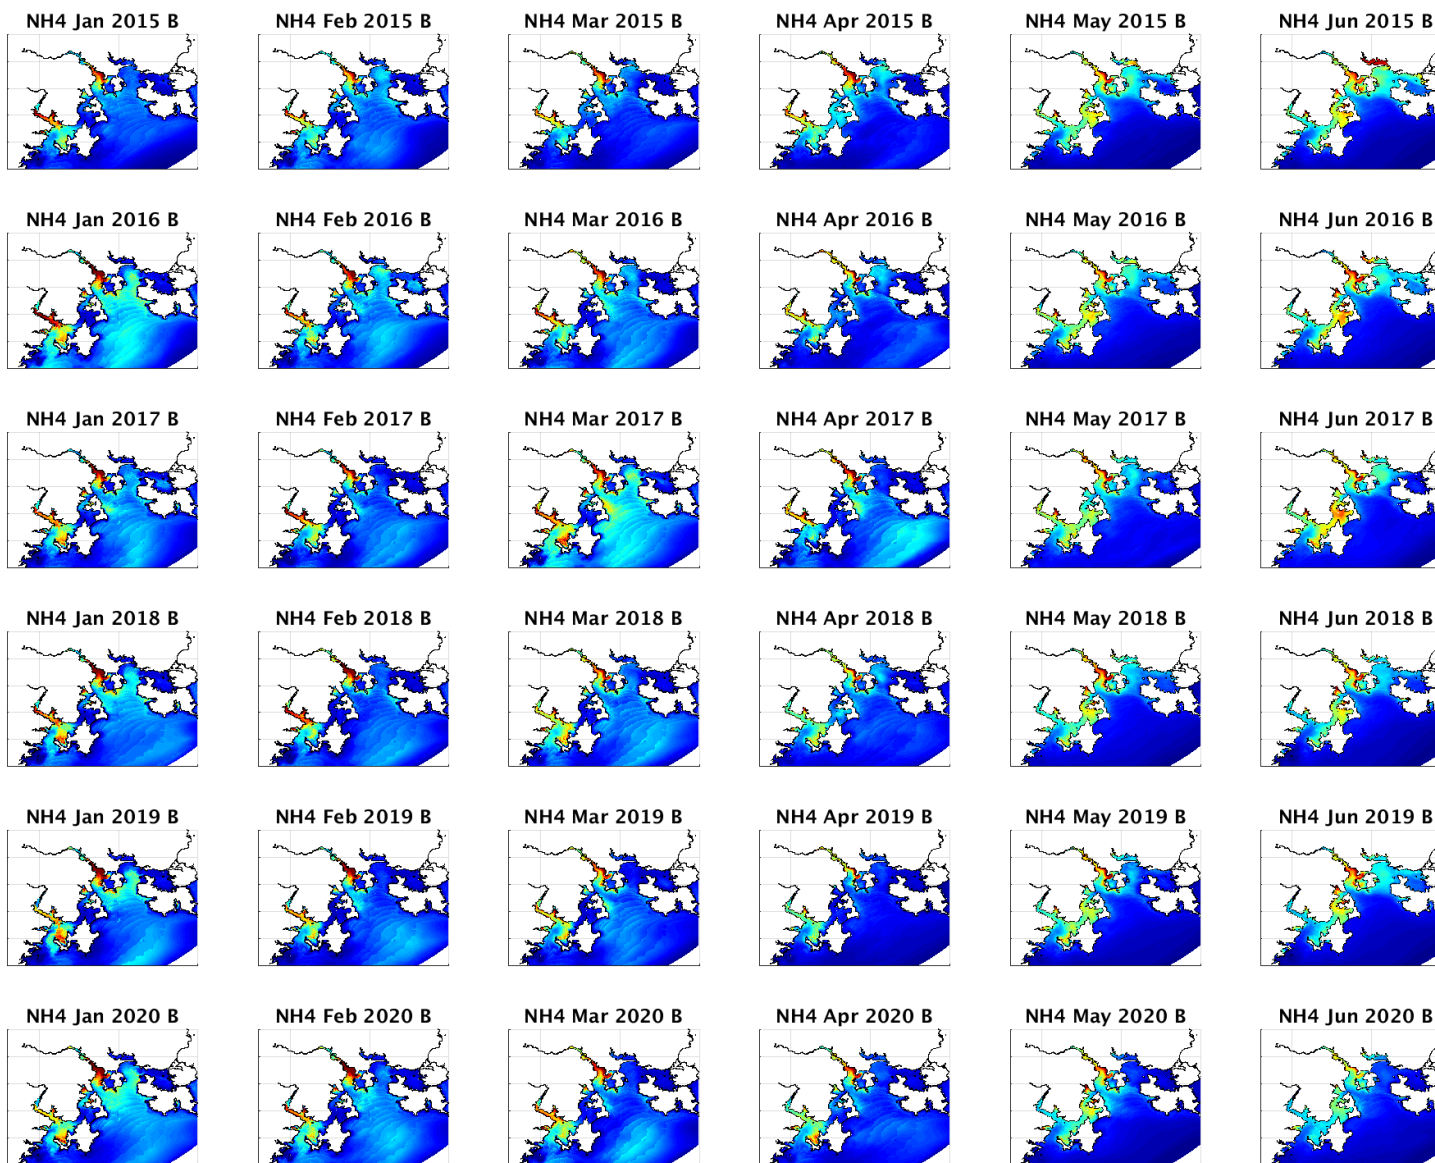 NH4 Jan 2015 B
NH4 Feb 2015 B
NH4 Mar 2015 B
NH4 Apr 2015 B
NH4 May 2015 B
NH4 Jun 2015 B
NH4 Jan 2016 B
NH4 Feb 2016 B
NH4 Mar 2016 B
NH4 Apr 2016 B
NH4 May 2016 B
NH4 Jun 2016 B
NH4 Jan 2017 B
NH4 Feb 2017 B
NH4 Mar 2017 B
NH4 Apr 2017 B
NH4 May 2017 B
NH4 Jun 2017 B
NH4 Jan 2018 B
NH4 Feb 2018 B
NH4 Mar 2018 B
NH4 Apr 2018 B
NH4 May 2018 B
NH4 Jun 2018 B
NH4 Jan 2019 B
NH4 Feb 2019 B
NH4 Mar 2019 B
NH4 Apr 2019 B
NH4 May 2019 B
NH4 Jun 2019 B
NH4 Jan 2020 B
NH4 Feb 2020 B
NH4 Mar 2020 B
NH4 Apr 2020 B
NH4 May 2020 B
NH4 Jun 2020 B